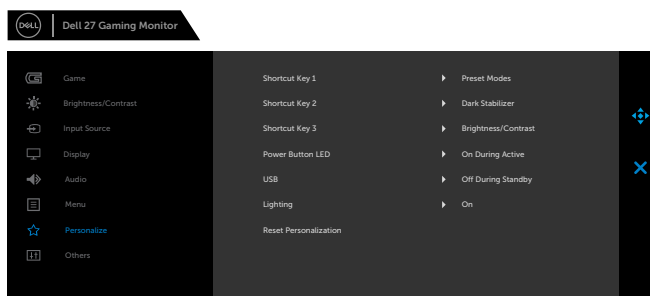 DELL Dell 27 Gaming Monitor
Game Shortcut Key 1 Preset Modes
Brightness/Contrast Shortcut Key 2 Dark Stabilizer
Input Source Shortcut Key 3 Brightness/Contrast
Display Power Button LED On During Active
Audio USB Off During Standby
Menu Lighting On
Personalize Reset Personalization
Others